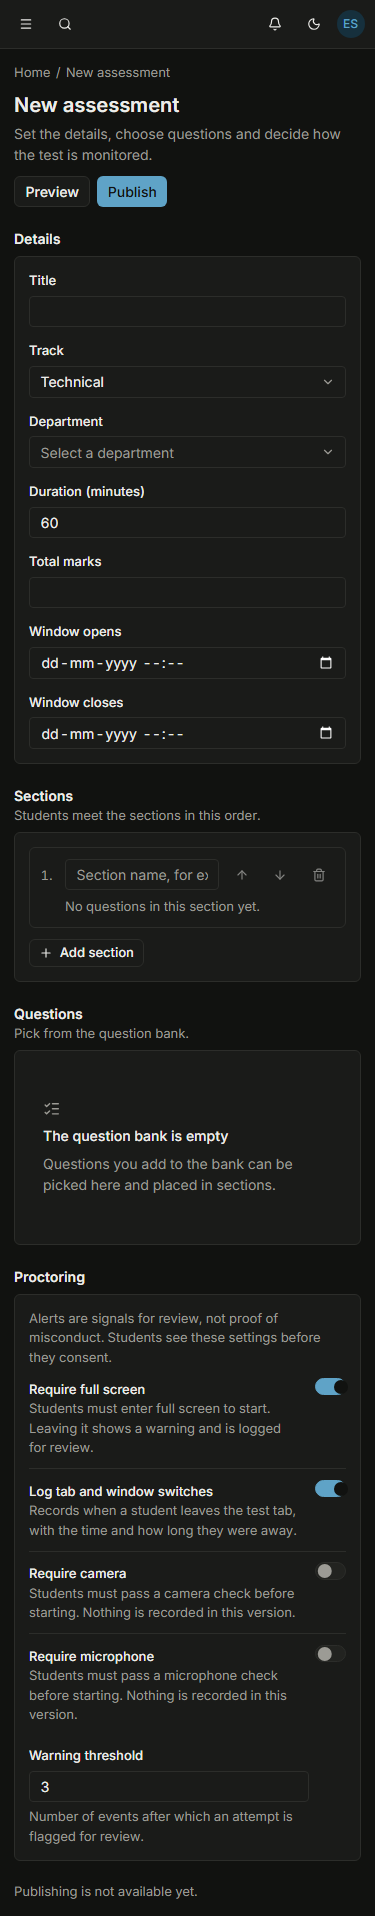 ES
Home / New assessment
New assessment
Set the details, choose questions and decide how
the test is monitored.
Preview
Publish
Details
Title
Track
Technical
Department
Select a department
Duration (minutes)
60
Total marks
Window opens
dd-mm-yyyy --:--
Window closes
dd-mm-yyyy --:--
Sections
Students meet the sections in this order.
1.
Section name, for ex
No questions in this section yet.
Add section
Questions
Pick from the question bank.
The question bank is empty
Questions you add to the bank can be
picked here and placed in sections.
Proctoring
Alerts are signals for review, not proof of
misconduct. Students see these settings before
they consent.
Require full screen
Students must enter full screen to start.
Leaving it shows a warning and is logged
for review.
Log tab and window switches
Records when a student leaves the test tab,
with the time and how long they were away.
Require camera
Students must pass a camera check before
starting. Nothing is recorded in this version.
Require microphone
Students must pass a microphone check
before starting. Nothing is recorded in this
version.
Warning threshold
3
Number of events after which an attempt is
flagged for review.
Publishing is not available yet.